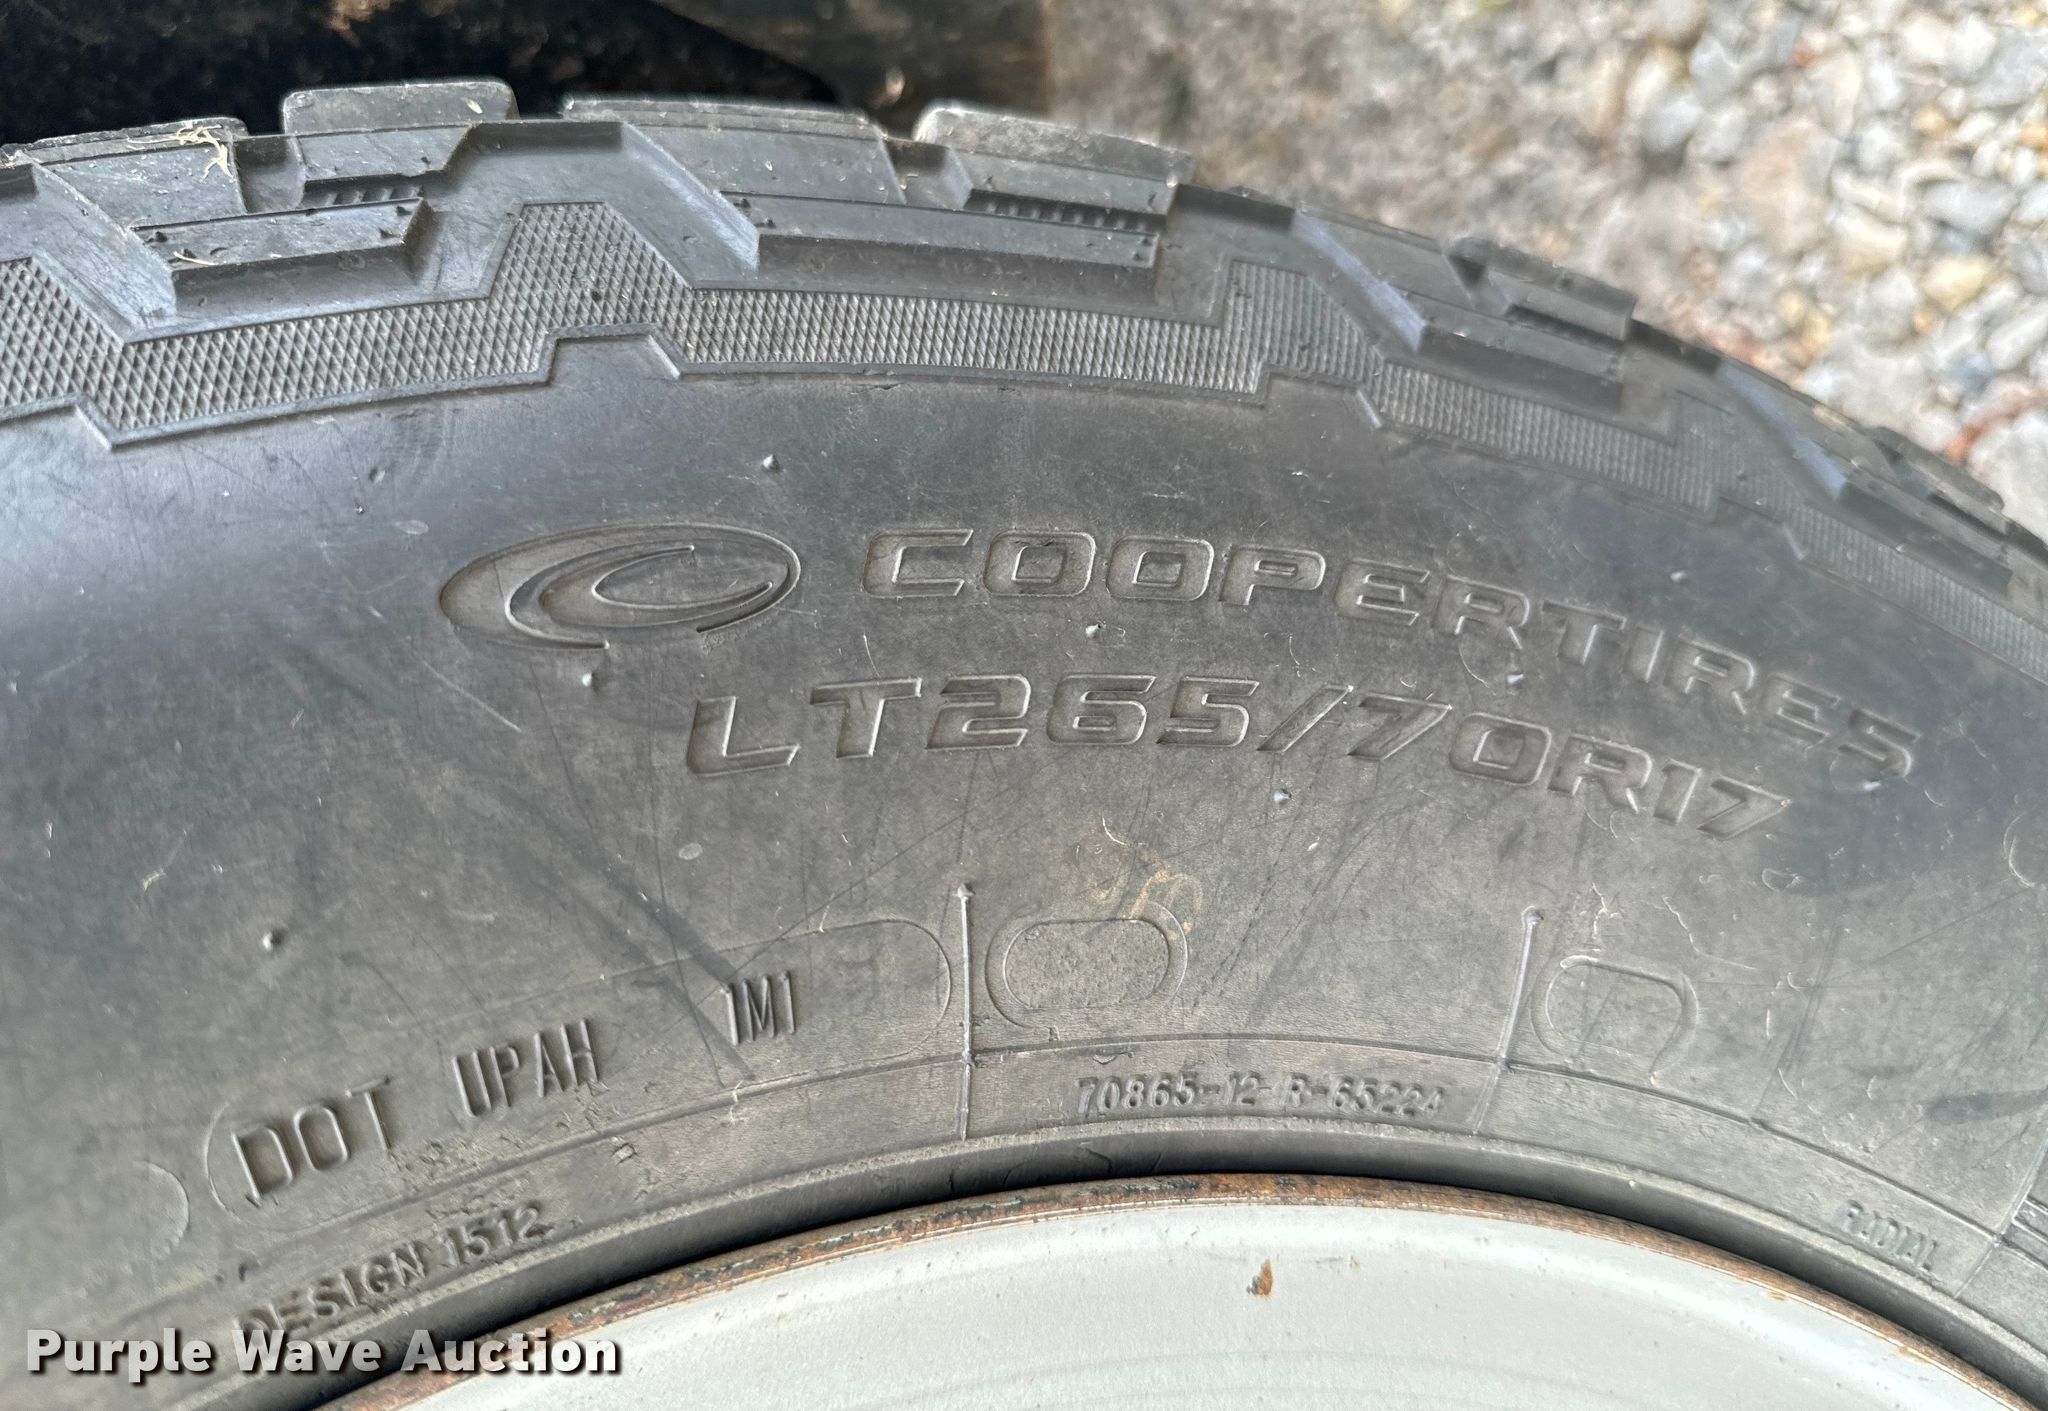 COOPERTIRES
LT265/70R17
DOT UPAH 1M1
70865-12-R-65224
DESIGN 1512
RADIAL
Purple Wave Auction